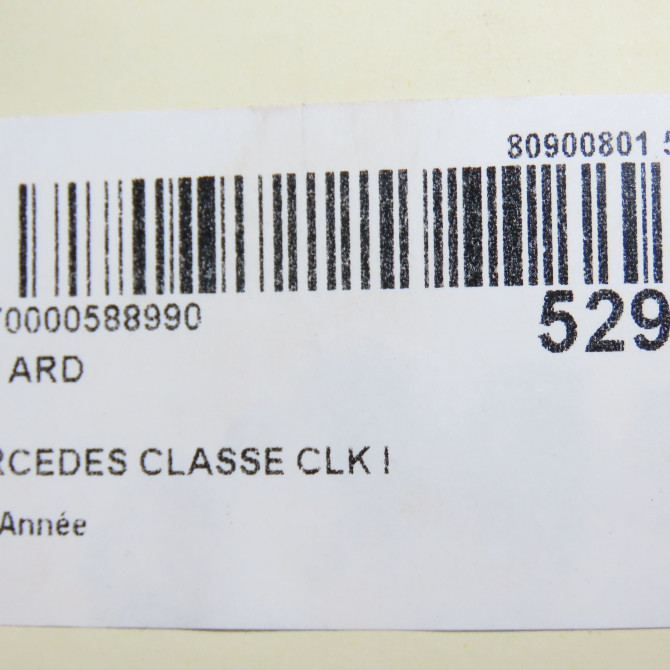 80900801 5
70000588990
529
ARD
RCEDES CLASSE CLK I
Année